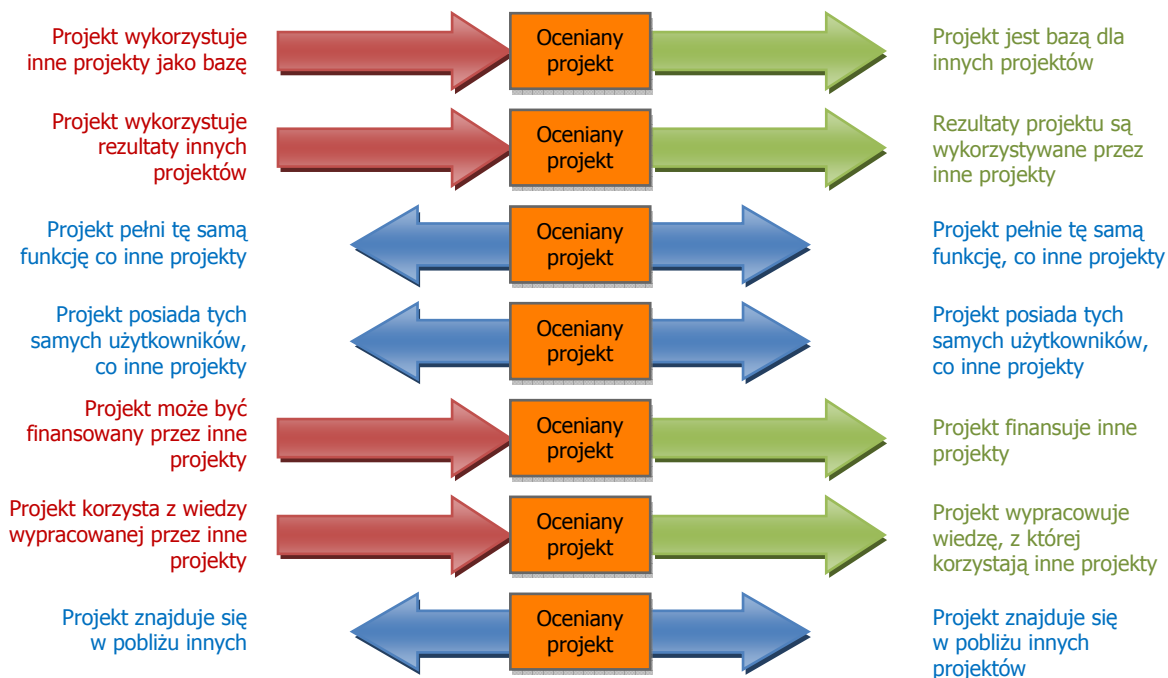 Projekt wykorzystuje
inne projekty jako bazę
Oceniany
projekt
Projekt jest bazą dla
innych projektów
Projekt wykorzystuje
rezultaty innych
projektów
Oceniany
projekt
Rezultaty projektu są
wykorzystywane przez
inne projekty
Projekt pełni tę samą
funkcję co inne projekty
Oceniany
projekt
Projekt pełnie tę samą
funkcję, co inne projekty
Projekt posiada tych
samych użytkowników,
co inne projekty
Oceniany
projekt
Projekt posiada tych
samych użytkowników,
co inne projekty
Projekt może być
finansowany przez inne
projekty
Oceniany
projekt
Projekt finansuje inne
projekty
Projekt korzysta z wiedzy
wypracowanej przez inne
projekty
Oceniany
projekt
Projekt wypracowuje
wiedzę, z której
korzystają inne projekty
Projekt znajduje się
w pobliżu innych
Oceniany
projekt
Projekt znajduje się
w pobliżu innych
projektów